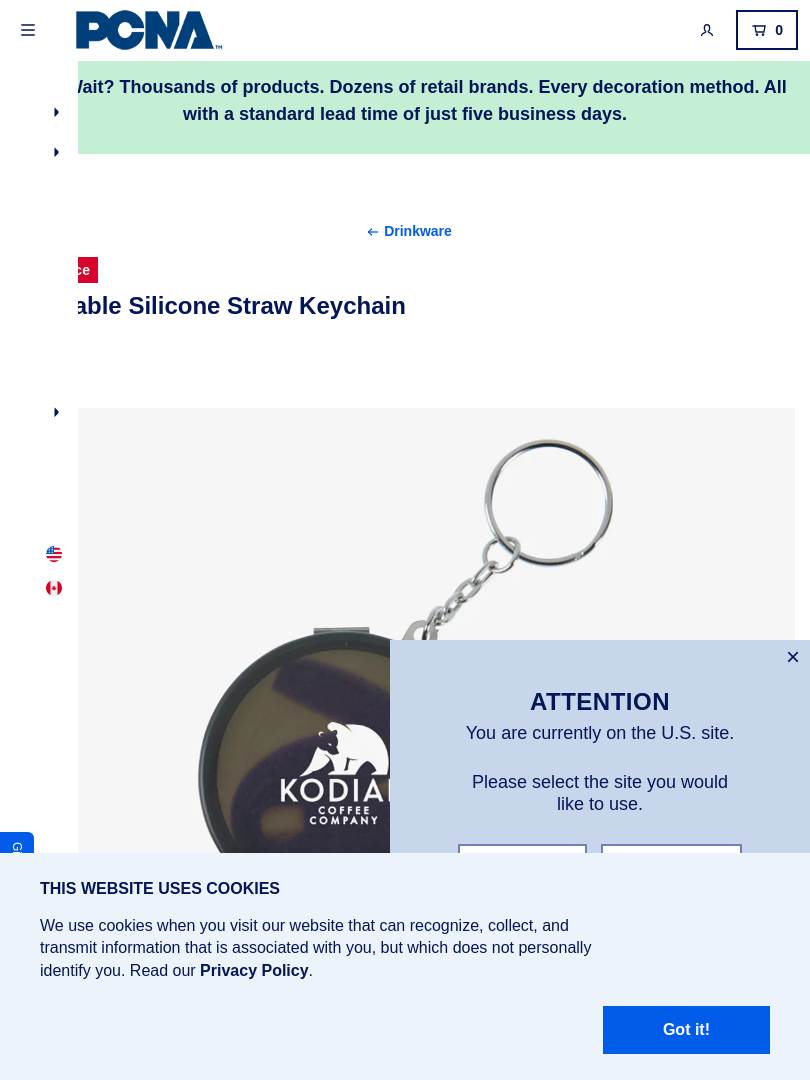 PCNA
0
Wait? Thousands of products. Dozens of retail brands. Every decoration method. All
with a standard lead time of just five business days.
Drinkware
Silicone Straw Keychain
KODIA
COFFEE
COMPANY
ATTENTION
You are currently on the U.S. site.
Please select the site you would
like to use.
THIS WEBSITE USES COOKIES
We use cookies when you visit our website that can recognize, collect, and
transmit information that is associated with you, but which does not personally
identify you. Read our Privacy Policy.
Got it!